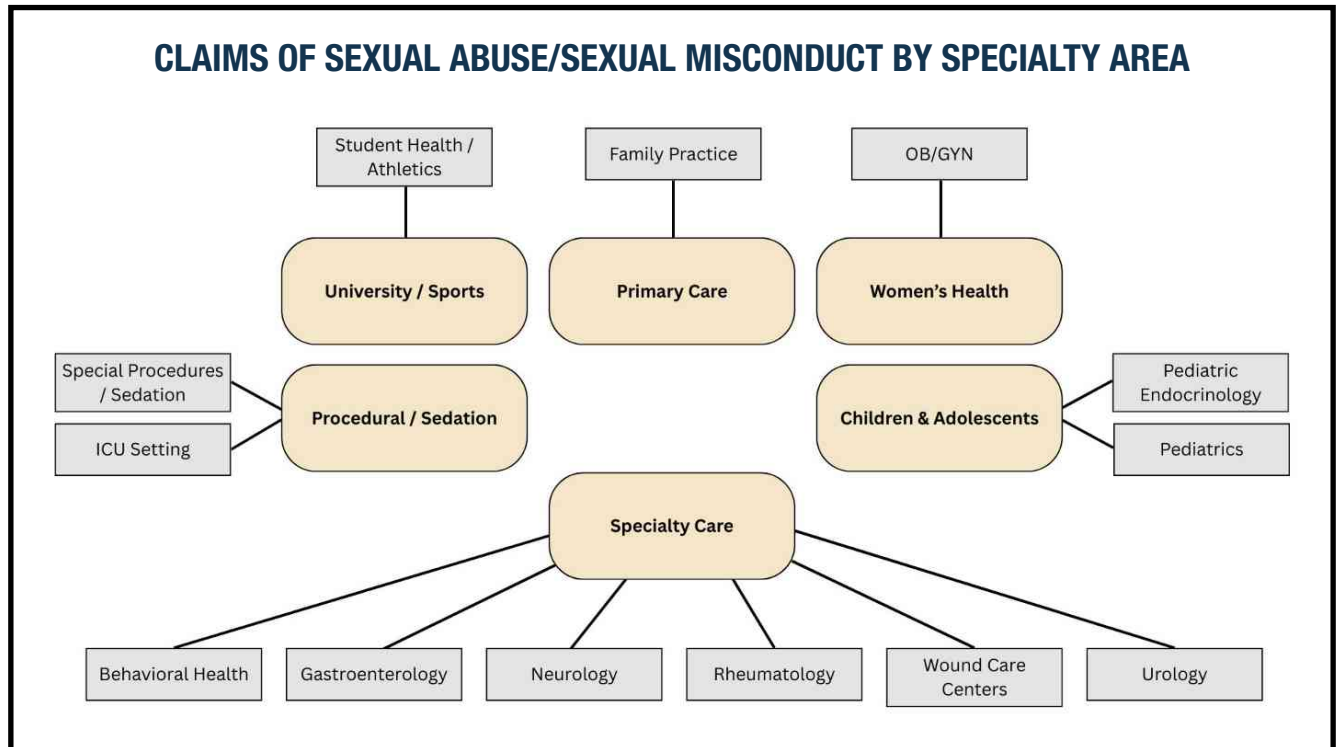 CLAIMS OF SEXUAL ABUSE/SEXUAL MISCONDUCT BY SPECIALTY AREA
Student Health /
Athletics
Family Practice
OB/GYN
University / Sports
Primary Care
Women's Health
Special Procedures
/ Sedation
ICU Setting
Procedural / Sedation
Children & Adolescents
Pediatric
Endocrinology
Pediatrics
Specialty Care
Behavioral Health
Gastroenterology
Neurology
Rheumatology
Wound Care
Centers
Urology